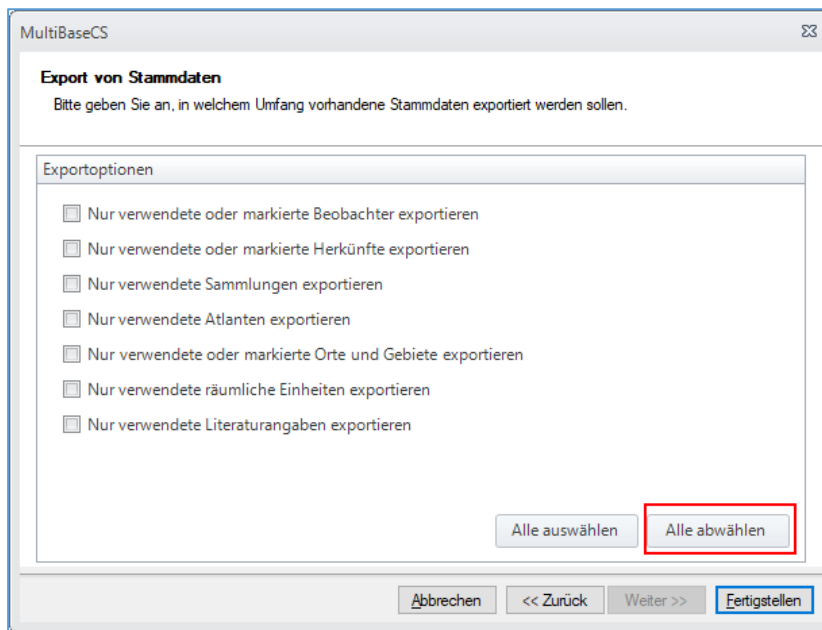 MultiBaseCS
Export von Stammdaten
Bitte geben Sie an, in welchem Umfang vorhandene Stammdaten exportiert werden sollen.
Exportoptionen
Nur verwendete oder markierte Beobachter exportieren
Nur verwendete oder markierte Herkünfte exportieren
Nur verwendete Sammlungen exportieren
Nur verwendete Atlanten exportieren
Nur verwendete oder markierte Orte und Gebiete exportieren
Nur verwendete räumliche Einheiten exportieren
Nur verwendete Literaturangaben exportieren
Alle auswählen Alle abwählen
Abbrechen << Zurück Weiter >> Fertigstellen